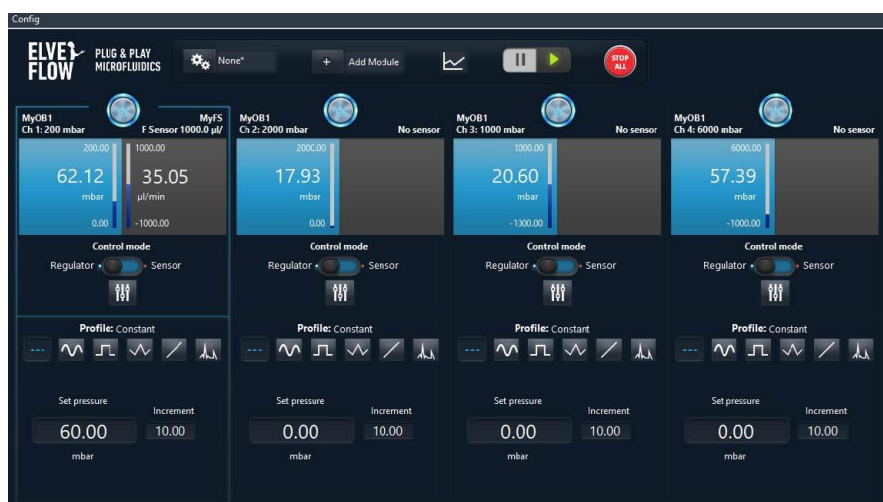 Config
ELVE FLOW
PLUG & PLAY
MICROFLUIDICS
None*
+ Add Module
STOP ALL
MyOB1
Ch 1: 200 mbar
MyFS
F Sensor 1000.0 µl/
200.00
62.12
mbar
0.00
1000.00
35.05
µl/min
-1000.00
Control mode
Regulator
Sensor
Profile: Constant
Set pressure
Increment
60.00
10.00
mbar
MyOB1
Ch 2: 2000 mbar
No sensor
2000.00
17.93
mbar
0.00
Control mode
Regulator
Sensor
Profile: Constant
Set pressure
Increment
0.00
10.00
mbar
MyOB1
Ch 3: 1000 mbar
No sensor
1000.00
20.60
mbar
-1000.00
Control mode
Regulator
Sensor
Profile: Constant
Set pressure
Increment
0.00
10.00
mbar
MyOB1
Ch 4: 6000 mbar
No sensor
6000.00
57.39
mbar
-1000.00
Control mode
Regulator
Sensor
Profile: Constant
Set pressure
Increment
0.00
10.00
mbar